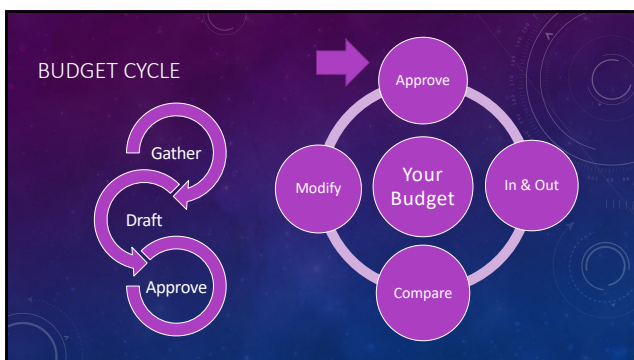 BUDGET CYCLE
Gather
Draft
Approve
Approve
Modify
Your
Budget
In & Out
Compare